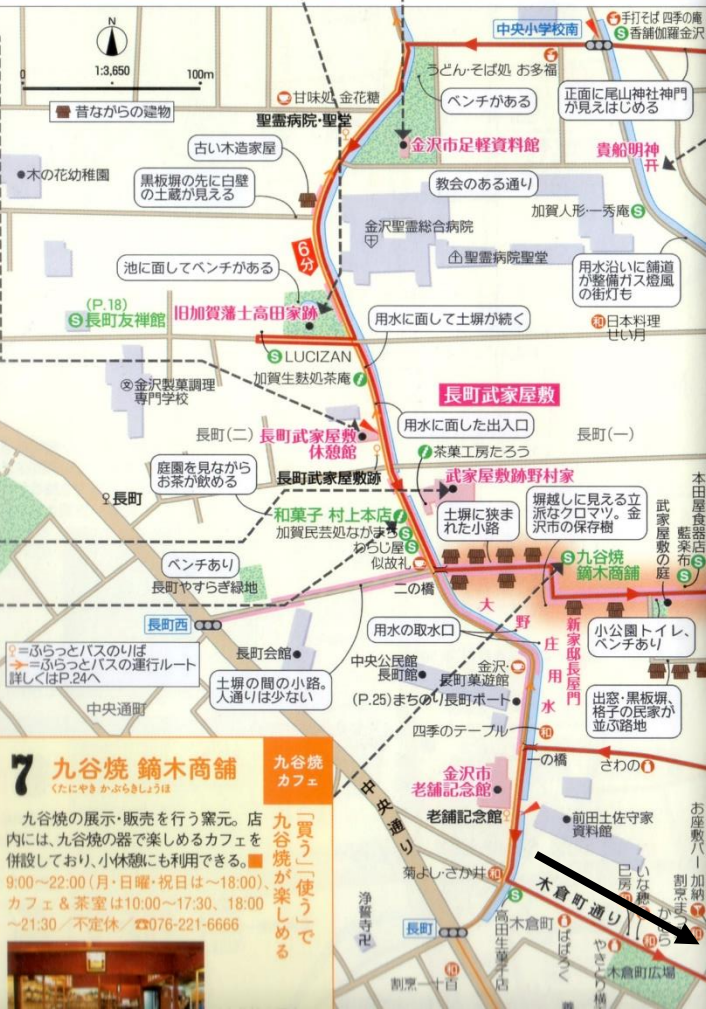 N
0
1:3,650
100m
昔ながらの建物
中央小学校南
手打そば 四季の庵
香舗伽羅金沢
うどん・そば処 お多福
ベンチがある
正面に尾山神社神門
が見えはじめる
甘味処 金花糖
聖霊病院・聖堂
古い木造家屋
金沢市足軽資料館
貴船明神
木の花幼稚園
黒板塀の先に白壁
の土蔵が見える
教会のある通り
加賀人形・一秀庵
金沢聖霊総合病院
6分
聖霊病院聖堂
池に面してベンチがある
用水沿いに舗道
が整備ガス燈風
の街灯も
(P.18)
長町友禅館
旧加賀藩士高田家跡
用水に面して土塀が続く
日本料理
せい月
LUCIZAN
加賀生麩処茶庵
金沢製菓調理
専門学校
長町武家屋敷
用水に面した出入口
長町(二)
長町武家屋敷
休憩館
長町(一)
茶菓工房たろう
庭園を見ながら
お茶が飲める
長町武家屋敷跡
武家屋敷跡野村家
長町
和菓子 村上本店
加賀民芸処ながまち
わらじ屋
似故礼
土塀に狭ま
れた小路
塀越しに見える立
派なクロマツ。金
沢市の保存樹
武家屋敷の庭
藍楽布
本田屋食器店
九谷焼
鏑木商舗
ベンチあり
長町やすらぎ緑地
二の橋
長町西
用水の取水口
大野庄用水
新家邸長屋門
小公園トイレ、
ベンチあり
=ふらっとバスのりば
=ふらっとバスの運行ルート
詳しくはP.24へ
長町会館
中央公民館
長町館
金沢・
長町菓遊館
土塀の間の小路。
人通りは少ない
(P.25)まちのり長町ポート
出窓・黒板塀、
格子の民家が
並ぶ路地
中央通町
四季のテーブル
一の橋
さわの
7
九谷焼 鏑木商舗
くたにやき かぶらきしょうほ
九谷焼
カフェ
金沢市
老舗記念館
老舗記念館
中央通り
前田土佐守家
資料館
九谷焼の展示・販売を行う窯元。店
内には、九谷焼の器で楽しめるカフェを
併設しており、小休憩にも利用できる。
9:00～22:00(月・日曜・祝日は～18:00)、
カフェ&茶室は10:00～17:30、18:00
～21:30/不定休/☎076-221-6666
「買う」「使う」で
九谷焼が楽しめる
菊よし・さか井
木倉町通り
お座敷バー 加納
浄誓寺
長町
高田生菓子店
木倉町
木倉町広場
割烹一十百